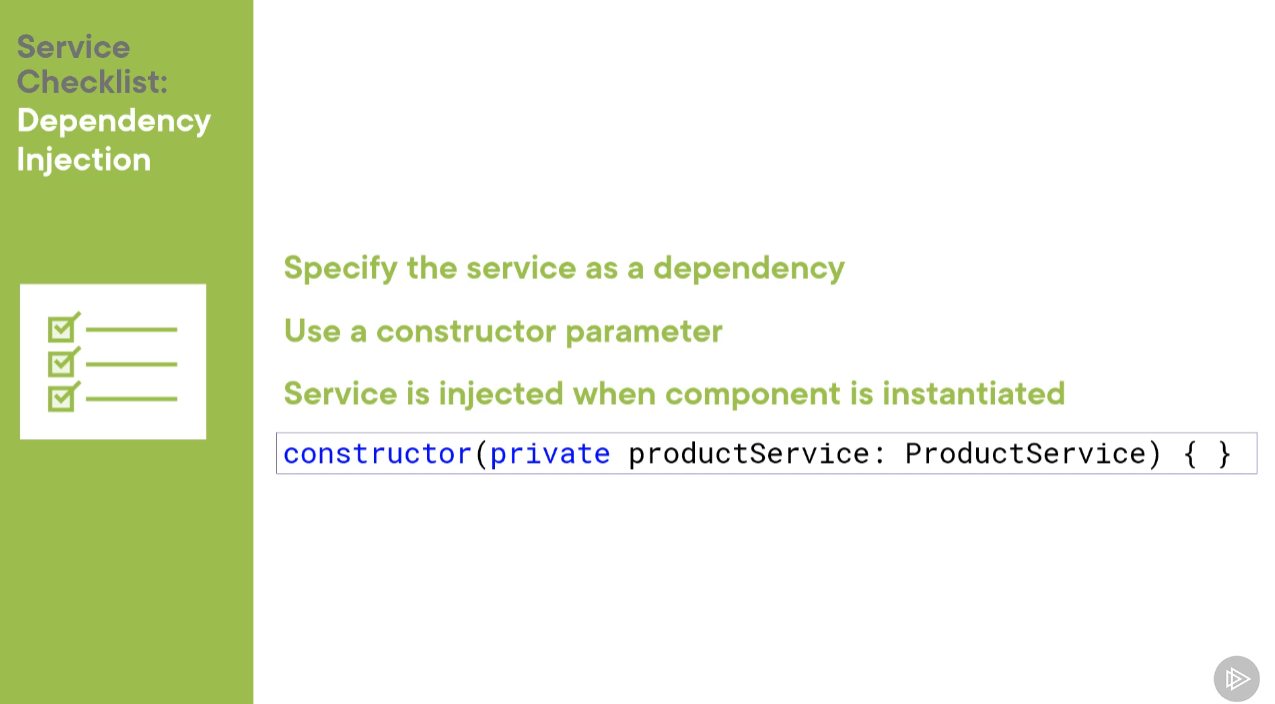 Service
Checklist:
Dependency
Injection
Specify the service as a dependency
Use a constructor parameter
Service is injected when component is instantiated
constructor(private productService: ProductService) { }